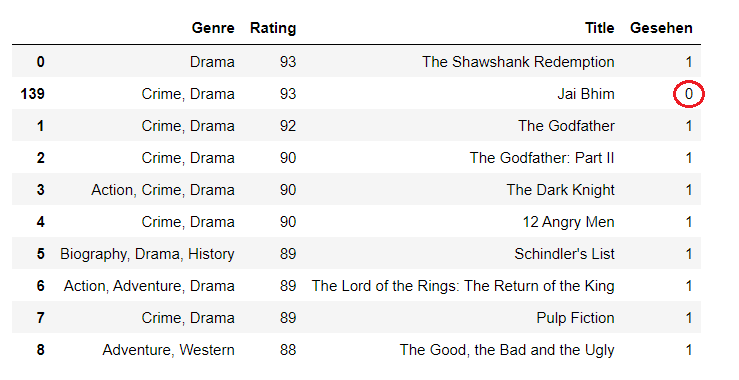 Genre Rating Title Gesehen
0 Drama 93 The Shawshank Redemption 1
139 Crime, Drama 93 Jai Bhim 0
1 Crime, Drama 92 The Godfather 1
2 Crime, Drama 90 The Godfather: Part II 1
3 Action, Crime, Drama 90 The Dark Knight 1
4 Crime, Drama 90 12 Angry Men 1
5 Biography, Drama, History 89 Schindler's List 1
6 Action, Adventure, Drama 89 The Lord of the Rings: The Return of the King 1
7 Crime, Drama 89 Pulp Fiction 1
8 Adventure, Western 88 The Good, the Bad and the Ugly 1